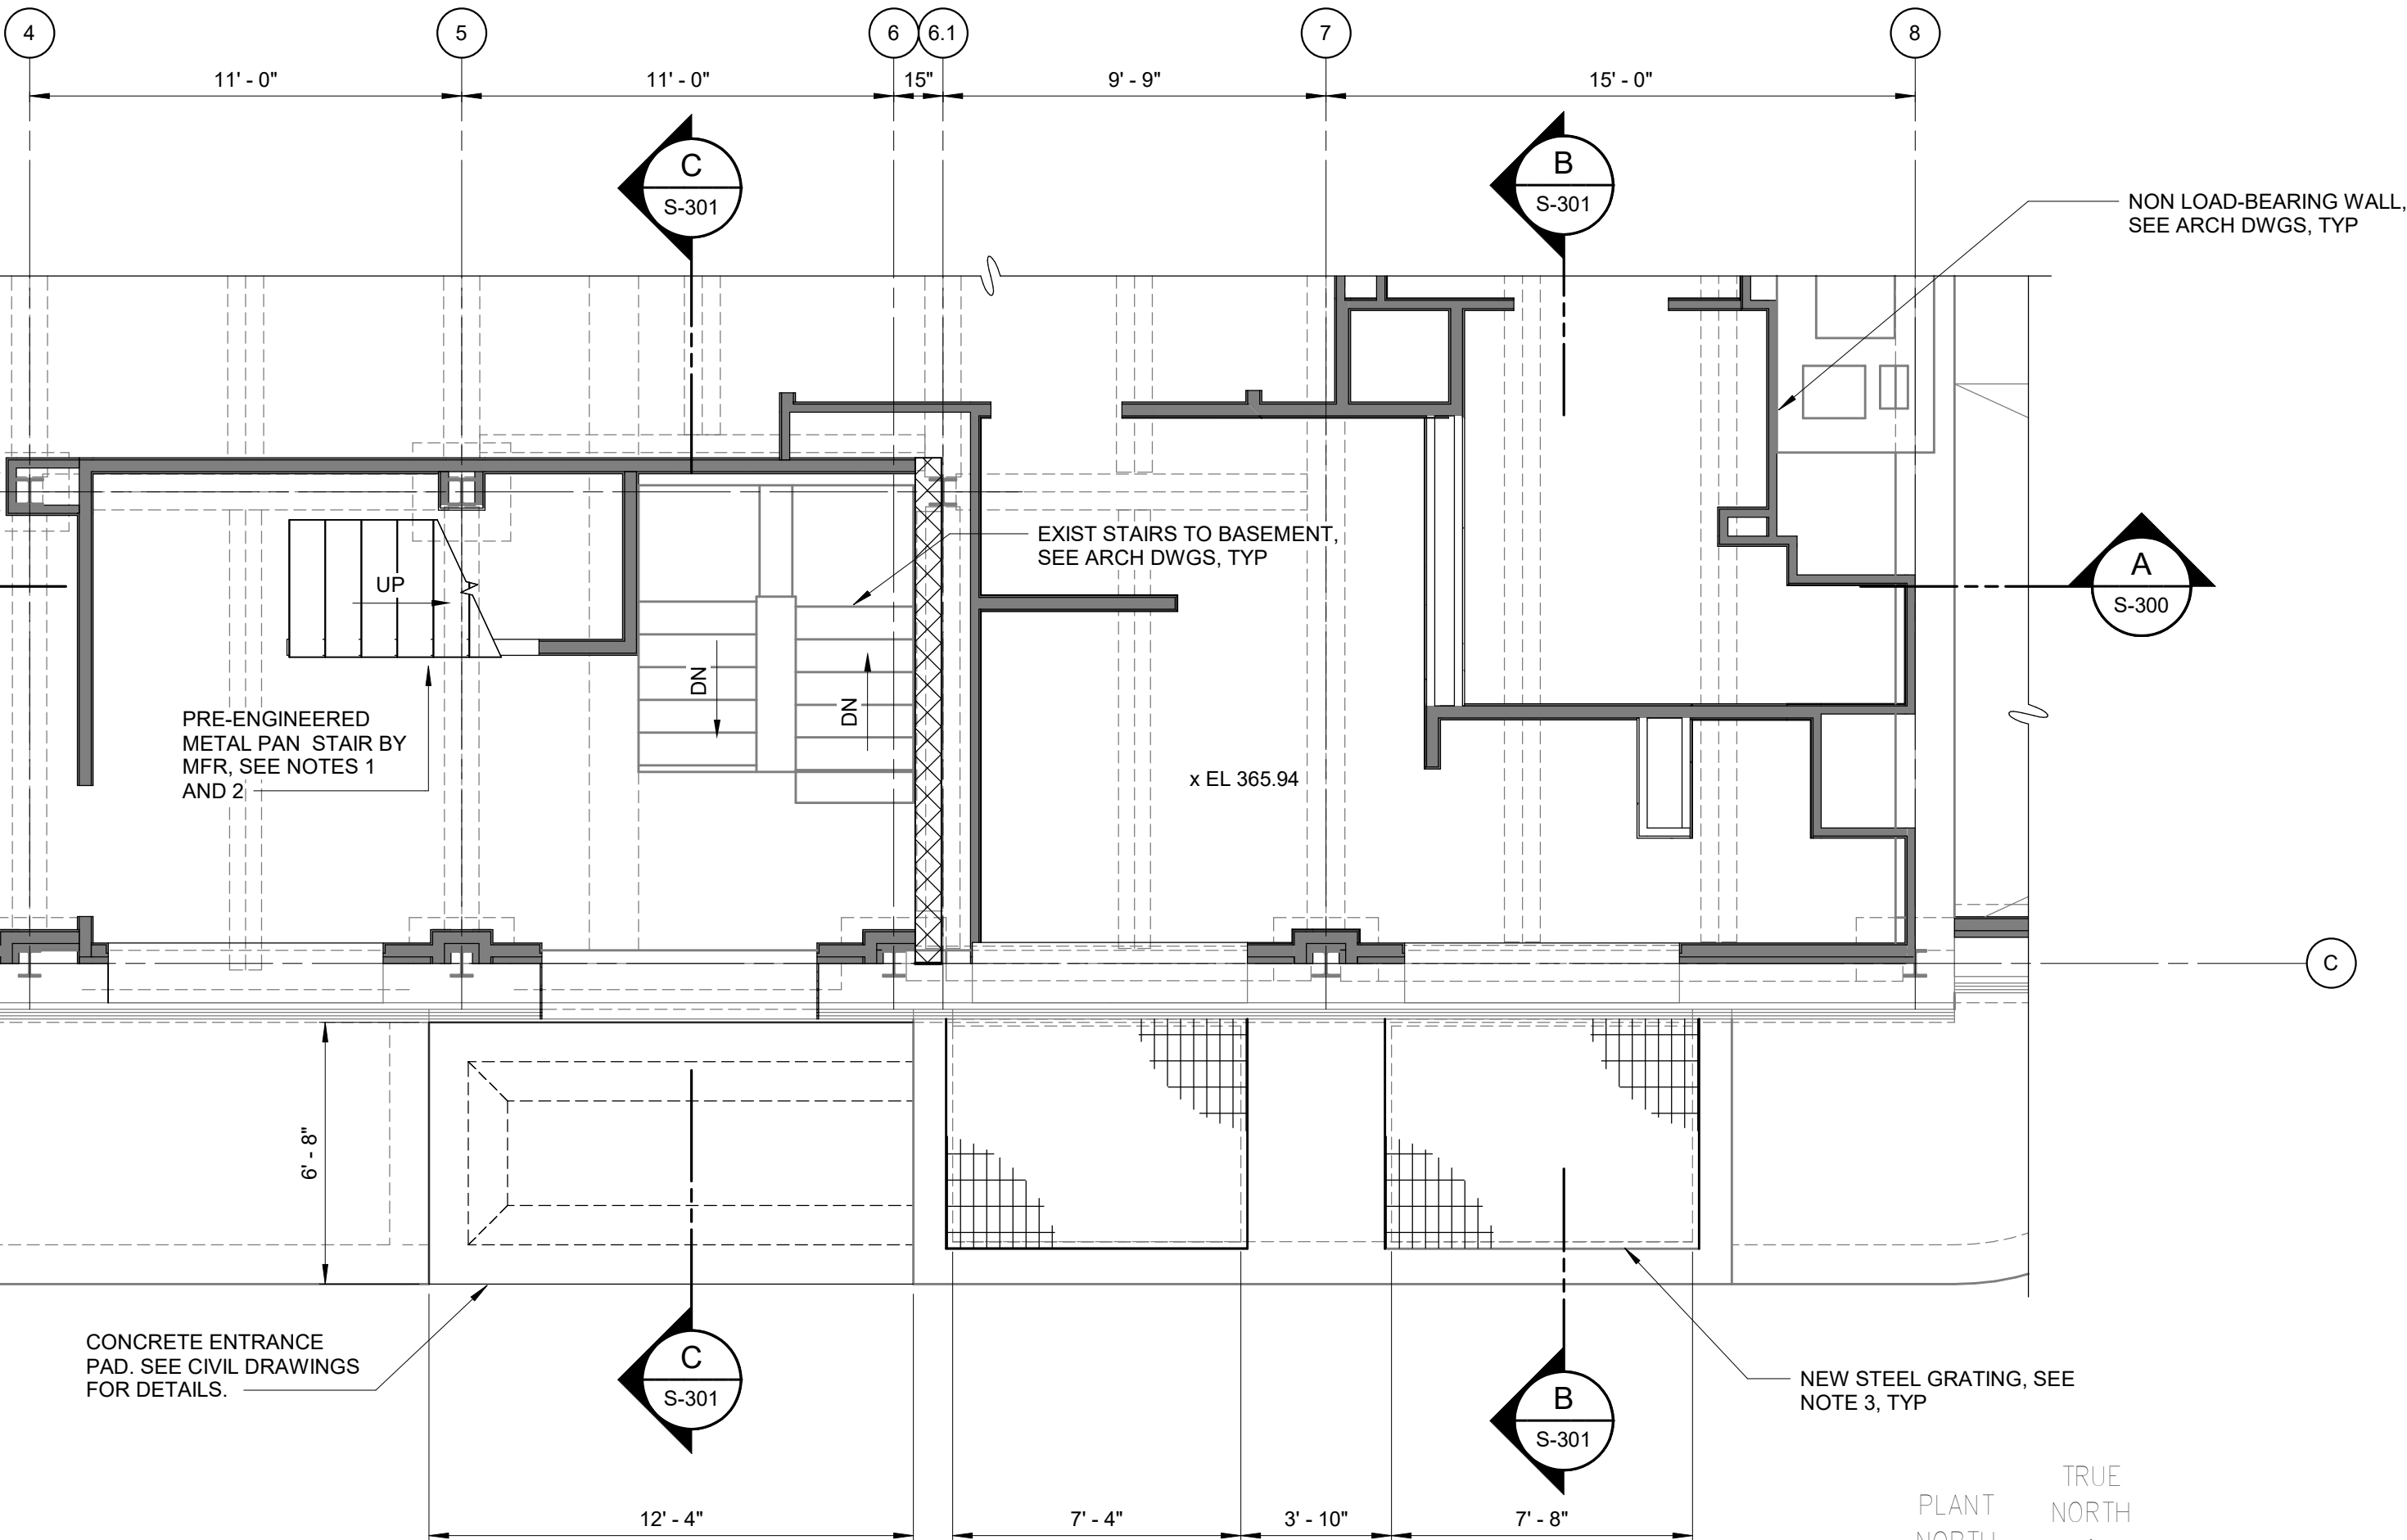 4
5
6
6.1
7
8
11' - 0"
11' - 0"
15"
9' - 9"
15' - 0"
C
S-301
B
S-301
NON LOAD-BEARING WALL,
SEE ARCH DWGS, TYP
EXIST STAIRS TO BASEMENT,
SEE ARCH DWGS, TYP
A
S-300
UP
DN
DN
PRE-ENGINEERED
METAL PAN STAIR BY
MFR, SEE NOTES 1
AND 2
x EL 365.94
C
6' - 8"
CONCRETE ENTRANCE
PAD. SEE CIVIL DRAWINGS
FOR DETAILS.
C
S-301
B
S-301
NEW STEEL GRATING, SEE
NOTE 3, TYP
12' - 4"
7' - 4"
3' - 10"
7' - 8"
PLANT
NORTH
TRUE
NORTH